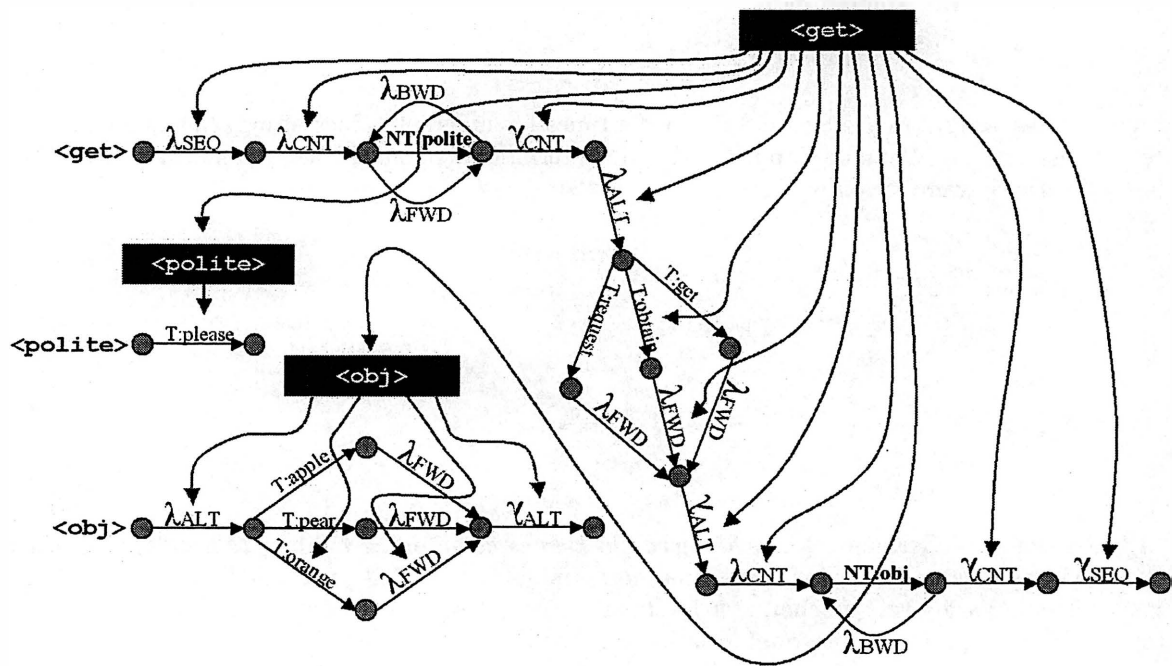 <get>
λBWD
<get> λSEQ λCNT NT:polite γCNT
λFWD
λALT
<polite>
T:get
T:request T:obtain
<polite> T:please
<obj>
λFWD λFWD λFWD
T:apple λFWD
<obj> λALT T:pear λFWD γALT
T:orange λFWD
γALT
λCNT NT:obj γCNT γSEQ
λBWD